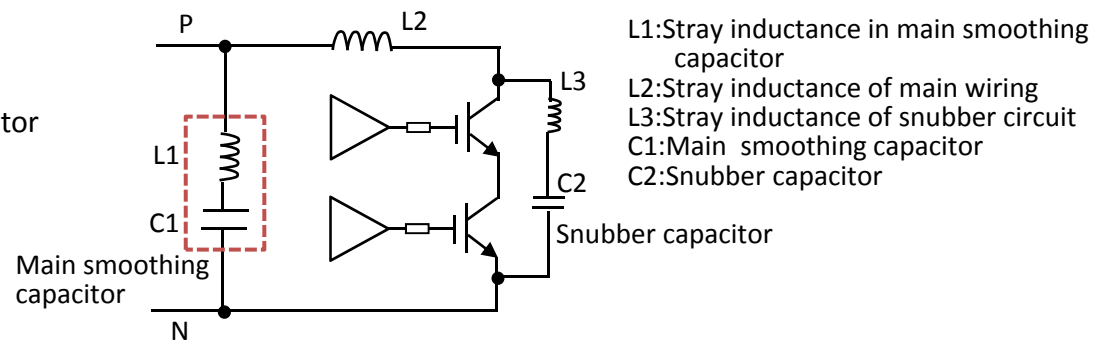 P
L2
L1:Stray inductance in main smoothing
capacitor
L2:Stray inductance of main wiring
L3:Stray inductance of snubber circuit
C1:Main smoothing capacitor
C2:Snubber capacitor
L3
tor
L1
C2
C1
Snubber capacitor
Main smoothing
capacitor
N